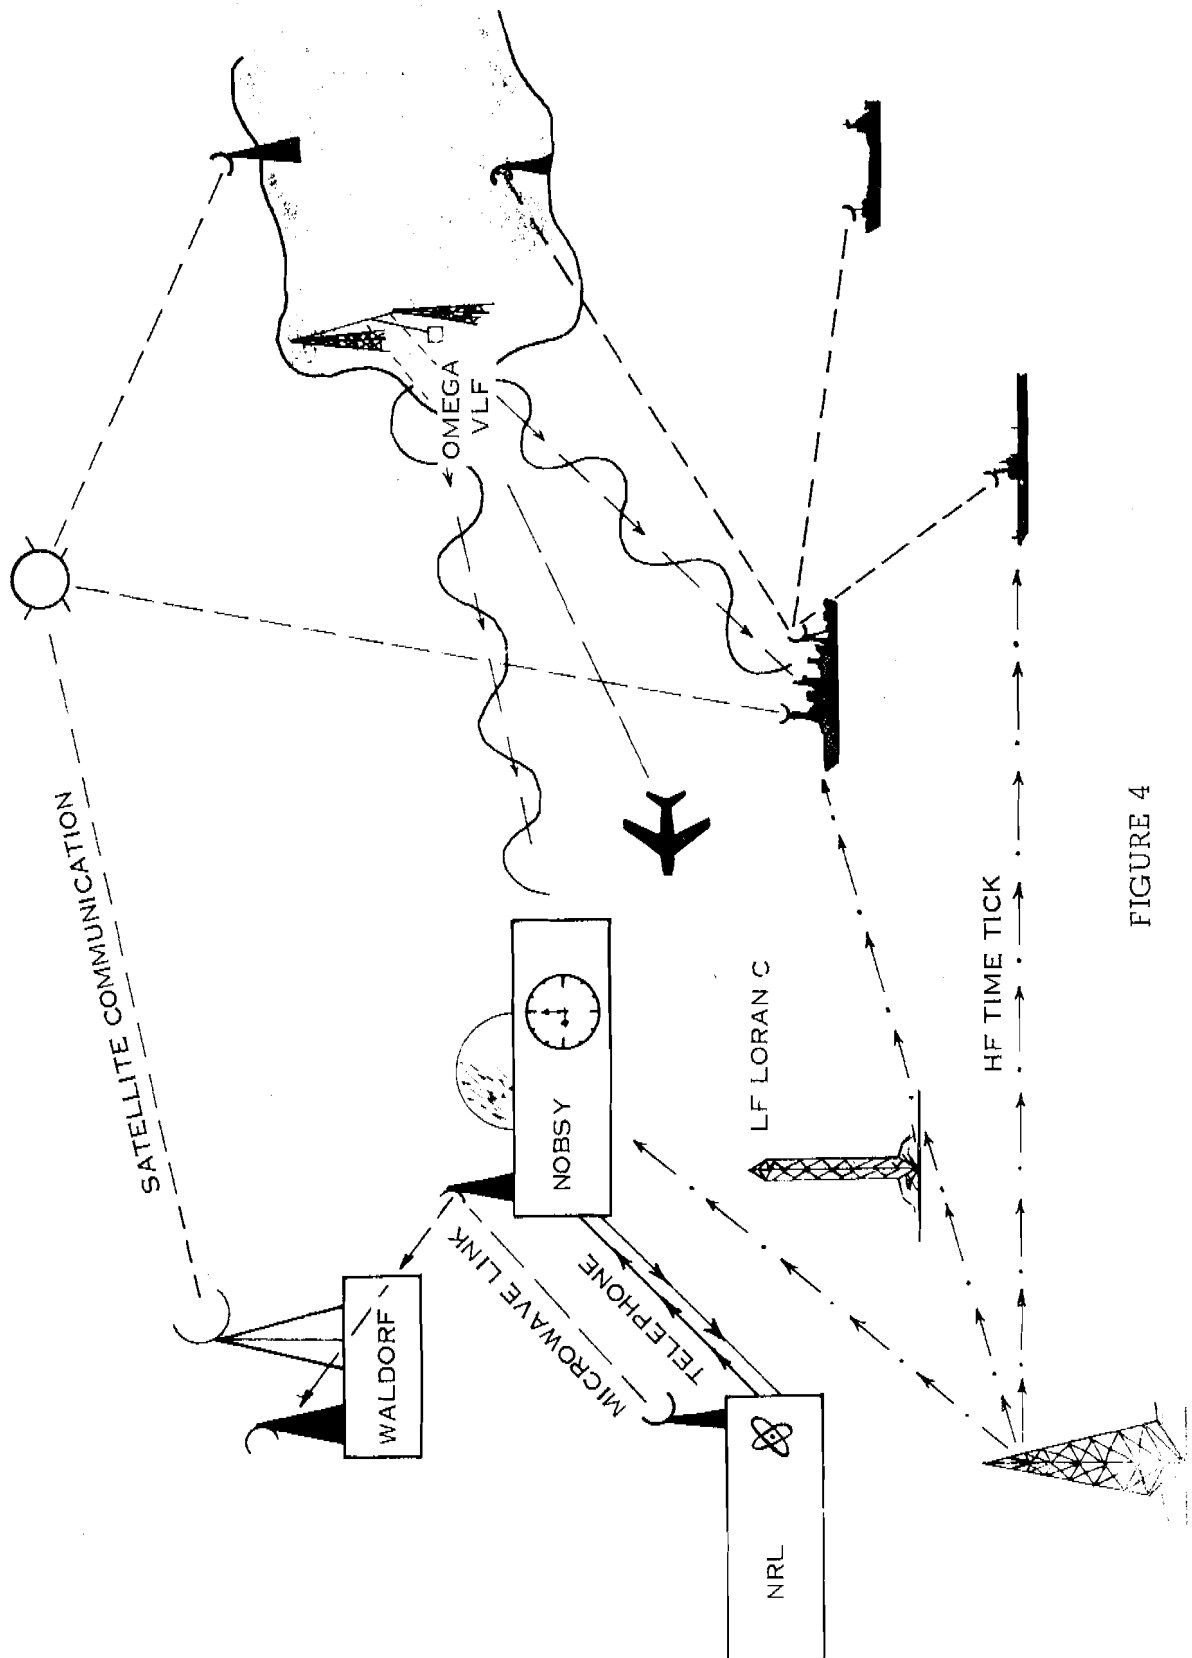 SATELLITE COMMUNICATION
WALDORF
MICROWAVE LINK
NOBSY
TELEPHONE
NRL
OMEGA
VLF
LF LORAN C
HF TIME TICK
FIGURE 4